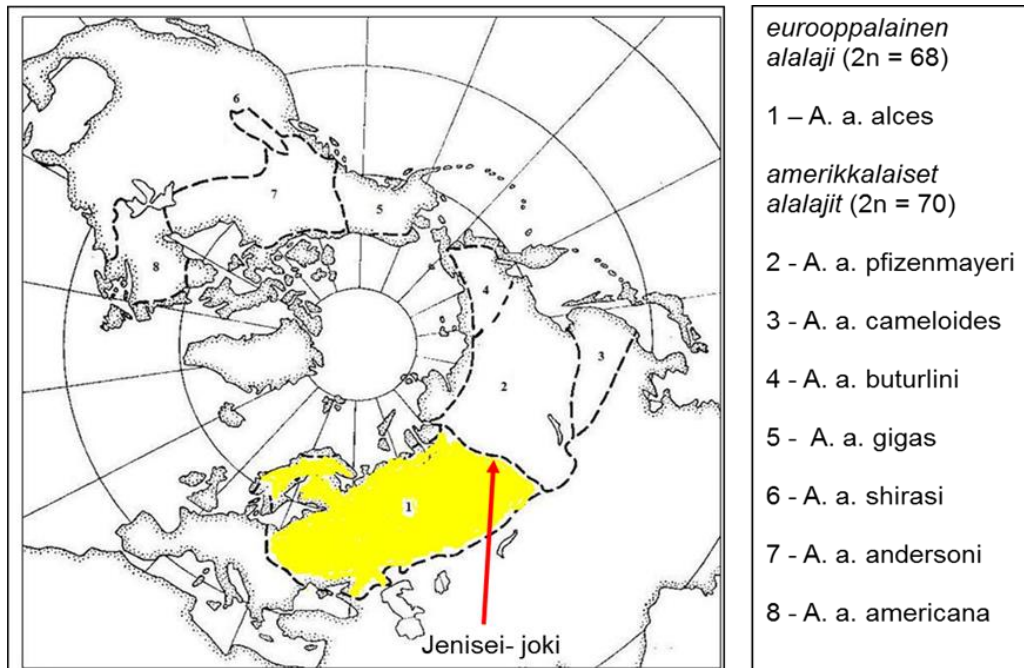 6
7
5
8
4
3
2
1
Jenisei- joki
eurooppalainen
alalaji (2n = 68)
1 – A. a. alces
amerikkalaiset
alalajit (2n = 70)
2 - A. a. pfizenmayeri
3 - A. a. cameloides
4 - A. a. buturlini
5 -  A. a. gigas
6 - A. a. shirasi
7 - A. a. andersoni
8 - A. a. americana